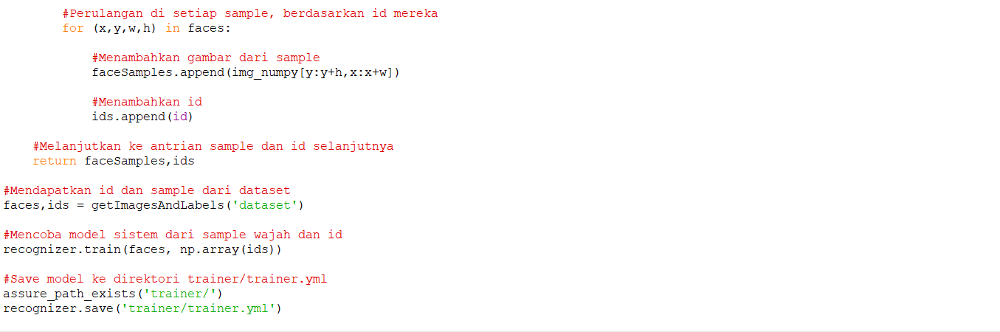 #Perulangan di setiap sample, berdasarkan id mereka
for (x,y,w,h) in faces:
#Menambahkan gambar dari sample
faceSamples.append(img_numpy[y:y+h,x:x+w])
#Menambahkan id
ids.append(id)
#Melanjutkan ke antrian sample dan id selanjutnya
return faceSamples,ids
#Mendapatkan id dan sample dari dataset
faces,ids = getImagesAndLabels('dataset')
#Mencoba model sistem dari sample wajah dan id
recognizer.train(faces, np.array(ids))
#Save model ke direktori trainer/trainer.yml
assure_path_exists('trainer/')
recognizer.save('trainer/trainer.yml')